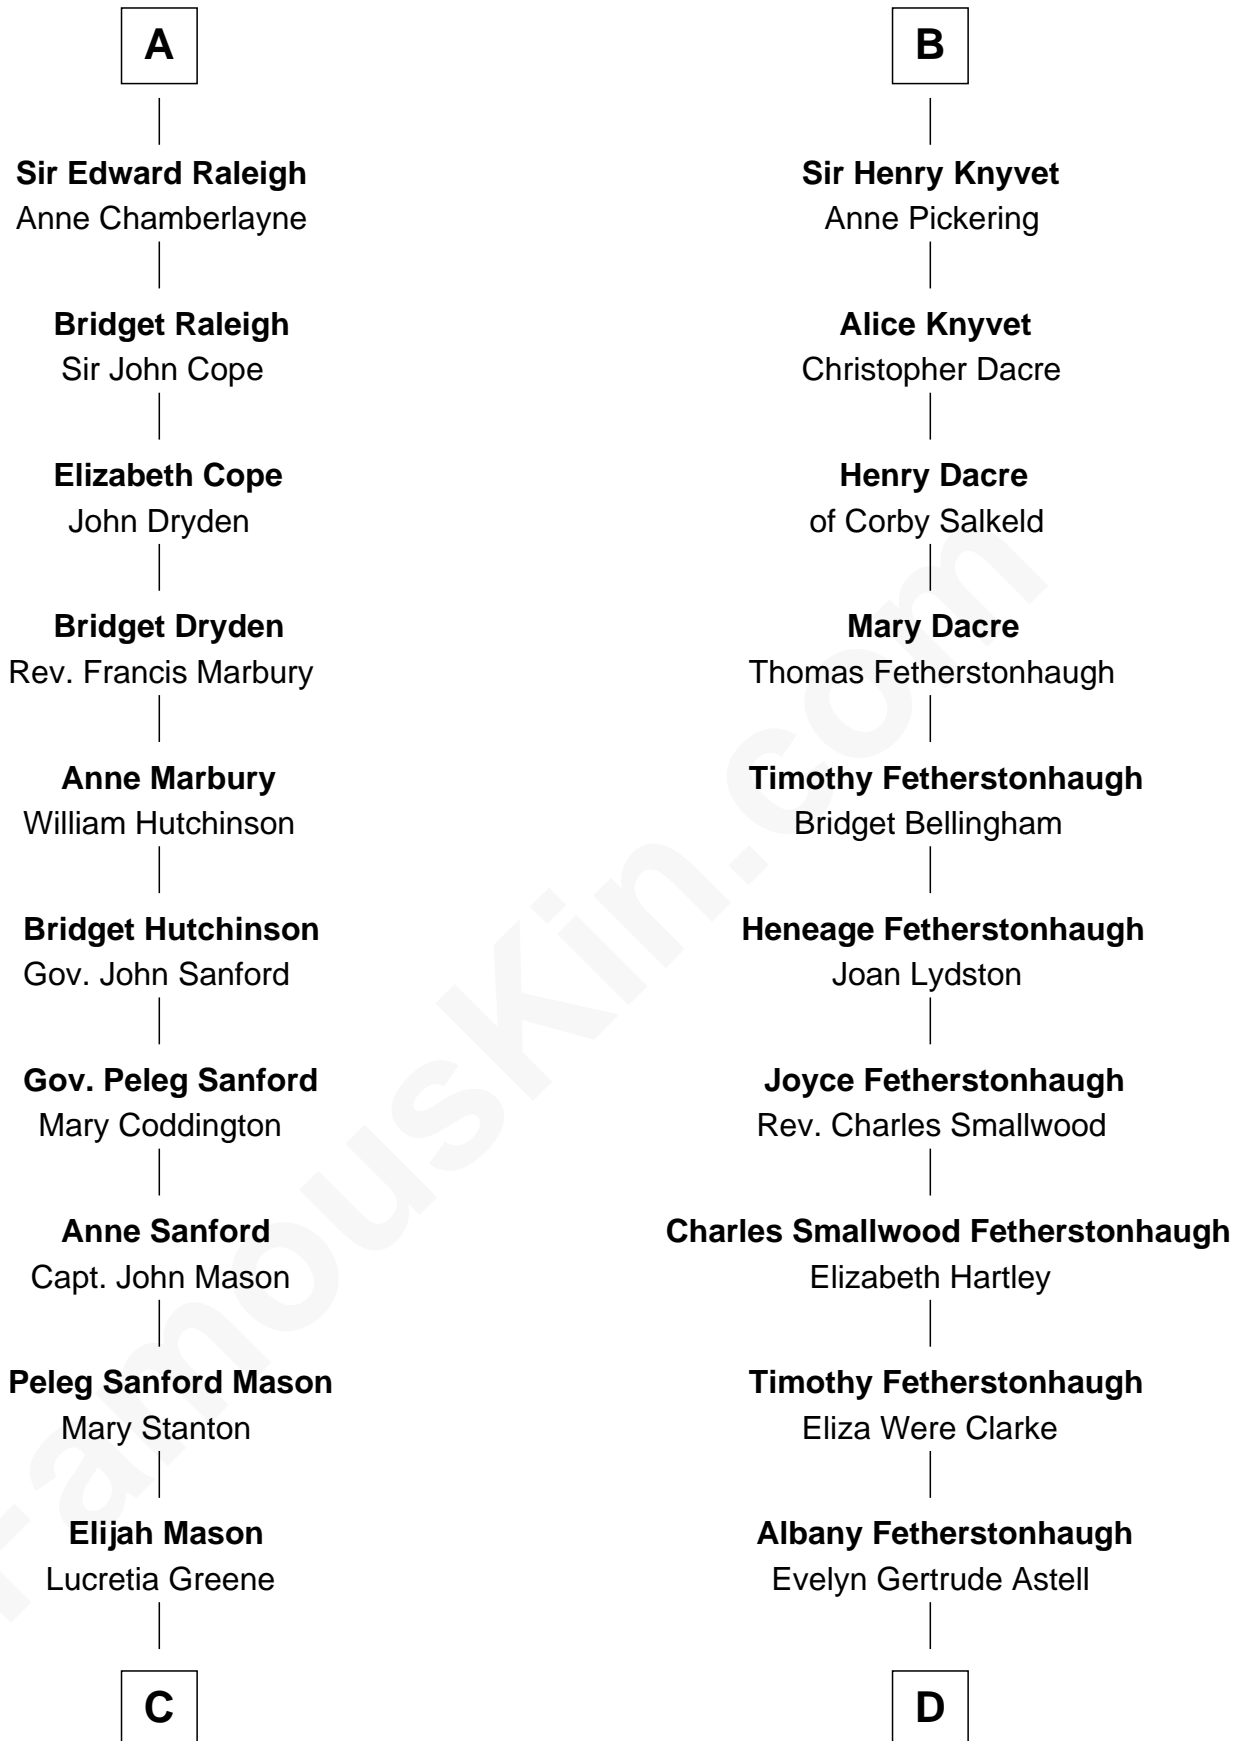 A
Sir Edward Raleigh
Anne Chamberlayne
Bridget Raleigh
Sir John Cope
Elizabeth Cope
John Dryden
Bridget Dryden
Rev. Francis Marbury
Anne Marbury
William Hutchinson
Bridget Hutchinson
Gov. John Sanford
Gov. Peleg Sanford
Mary Coddington
Anne Sanford
Capt. John Mason
Peleg Sanford Mason
Mary Stanton
Elijah Mason
Lucretia Greene
C
B
Sir Henry Knyvet
Anne Pickering
Alice Knyvet
Christopher Dacre
Henry Dacre
of Corby Salkeld
Mary Dacre
Thomas Fetherstonhaugh
Timothy Fetherstonhaugh
Bridget Bellingham
Heneage Fetherstonhaugh
Joan Lydston
Joyce Fetherstonhaugh
Rev. Charles Smallwood
Charles Smallwood Fetherstonhaugh
Elizabeth Hartley
Timothy Fetherstonhaugh
Eliza Were Clarke
Albany Fetherstonhaugh
Evelyn Gertrude Astell
D
FamousKin.com